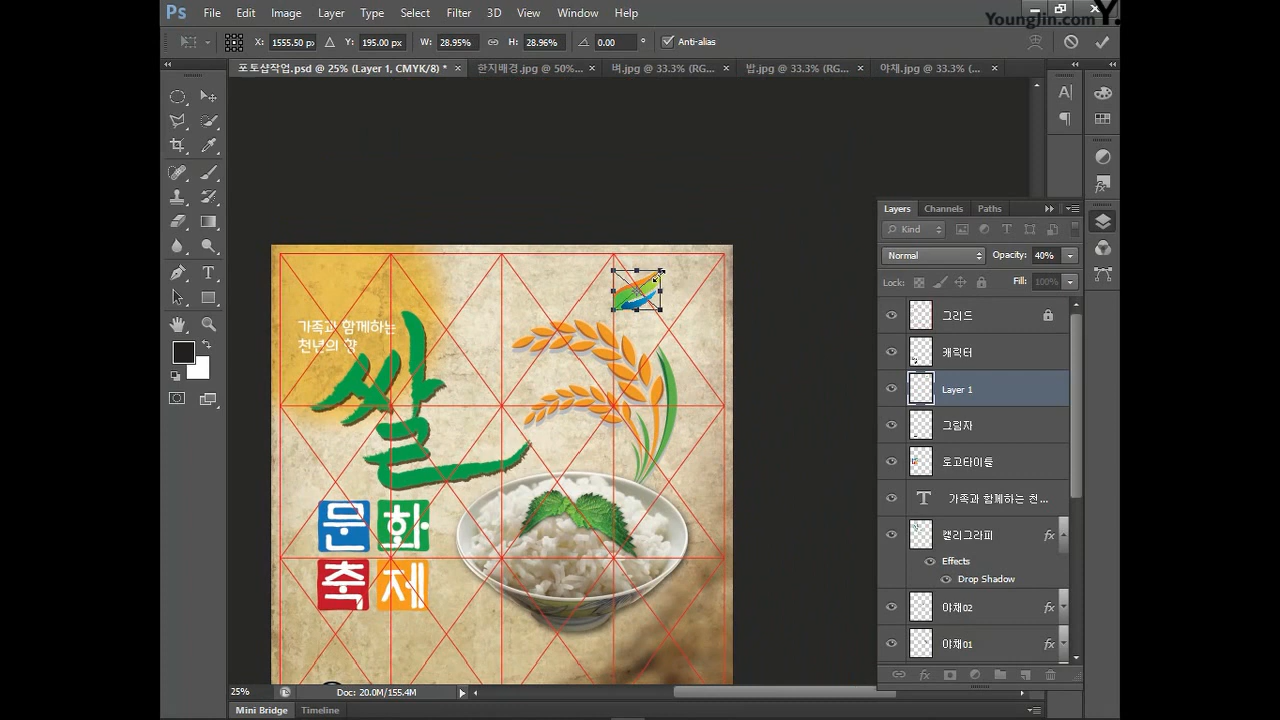 Ps File Edit Image Layer Type Select Filter 3D View Window Help
YoungJin.com Y.
X: 1555.50 px Y: 195.00 px W: 28.95% H: 28.96% 0.00 ° Anti-alias
포토샵작업.psd @ 25% (Layer 1, CMYK/8) * × 한지배경.jpg @ 50%... × 벼.jpg @ 33.3% (RG... × 밥.jpg @ 33.3% (RG... × 야채.jpg @ 33.3% (... ×
가족과 함께하는
천년의 향
쌀
문화
축제
Layers Channels Paths
Kind
Normal Opacity: 40%
Lock: Fill: 100%
그리드
캐릭터
Layer 1
그림자
로고타이틀
T 가족과 함께하는 천...
캘리그라피 fx
Effects
Drop Shadow
야채02 fx
야채01 fx
25% Doc: 20.0M/155.4M
Mini Bridge Timeline